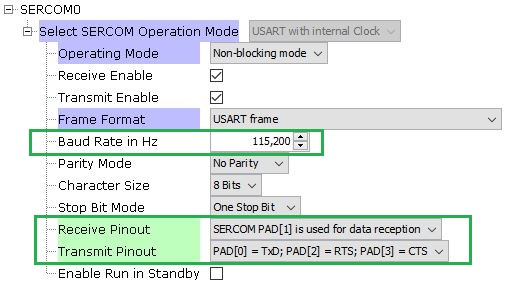 SERCOM0
Select SERCOM Operation Mode USART with internal Clock
Operating Mode Non-blocking mode
Receive Enable
Transmit Enable
Frame Format USART frame
Baud Rate in Hz 115,200
Parity Mode No Parity
Character Size 8 Bits
Stop Bit Mode One Stop Bit
Receive Pinout SERCOM PAD[1] is used for data reception
Transmit Pinout PAD[0] = TxD; PAD[2] = RTS; PAD[3] = CTS
Enable Run in Standby